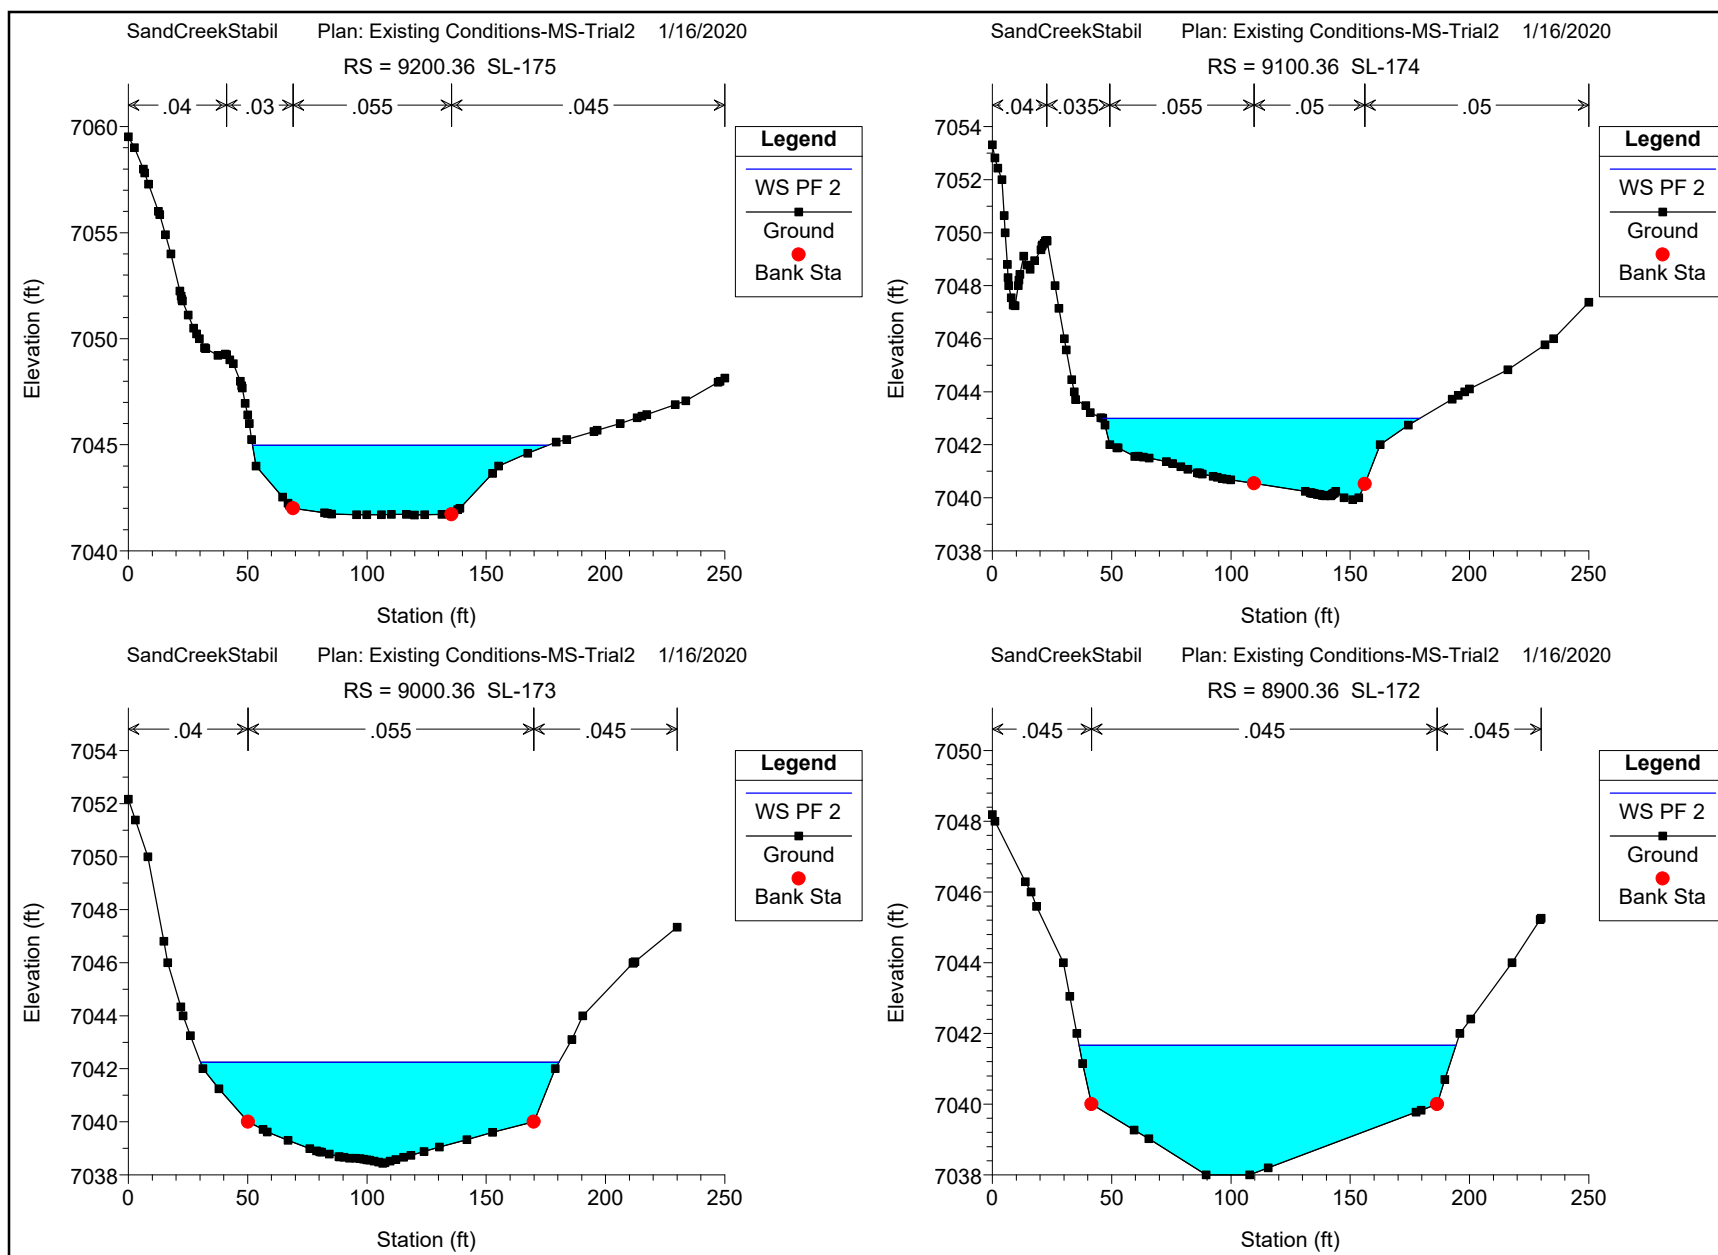 SandCreekStabil Plan: Existing Conditions-MS-Trial2 1/16/2020
RS = 9200.36 SL-175
.04 .03 .055 .045
7060
7055
7050
7045
7040
0 50 100 150 200 250
Elevation (ft)
Station (ft)
Legend
WS PF 2
Ground
Bank Sta
SandCreekStabil Plan: Existing Conditions-MS-Trial2 1/16/2020
RS = 9100.36 SL-174
.04 .035 .055 .05 .05
7054
7052
7050
7048
7046
7044
7042
7040
7038
0 50 100 150 200 250
Elevation (ft)
Station (ft)
Legend
WS PF 2
Ground
Bank Sta
SandCreekStabil Plan: Existing Conditions-MS-Trial2 1/16/2020
RS = 9000.36 SL-173
.04 .055 .045
7054
7052
7050
7048
7046
7044
7042
7040
7038
0 50 100 150 200 250
Elevation (ft)
Station (ft)
Legend
WS PF 2
Ground
Bank Sta
SandCreekStabil Plan: Existing Conditions-MS-Trial2 1/16/2020
RS = 8900.36 SL-172
.045 .045 .045
7050
7048
7046
7044
7042
7040
7038
0 50 100 150 200 250
Elevation (ft)
Station (ft)
Legend
WS PF 2
Ground
Bank Sta